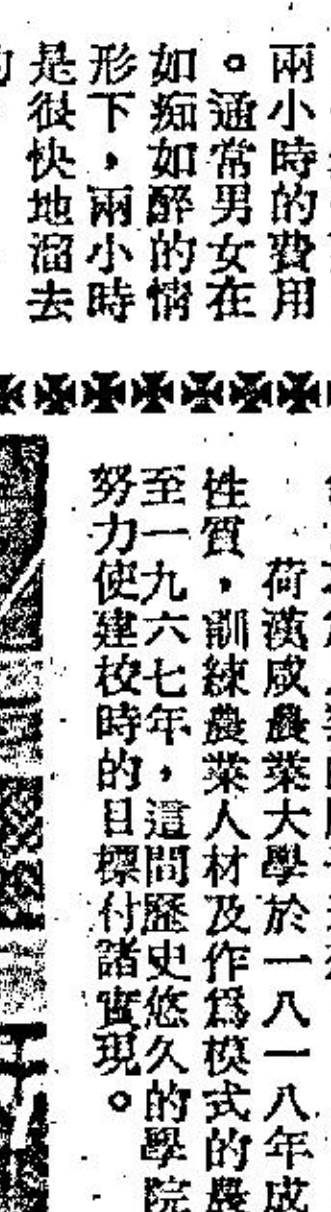 兩小時的費用
。通常男女在
如痴如醉的情
形下，兩小時
是很快地溜去
荷漢咸農業大學於一八一八年成
性質，訓練農業人材及作爲模式的農
至一九六七年，這間歷史悠久的學院
努力使建校時的目標付諸實現。